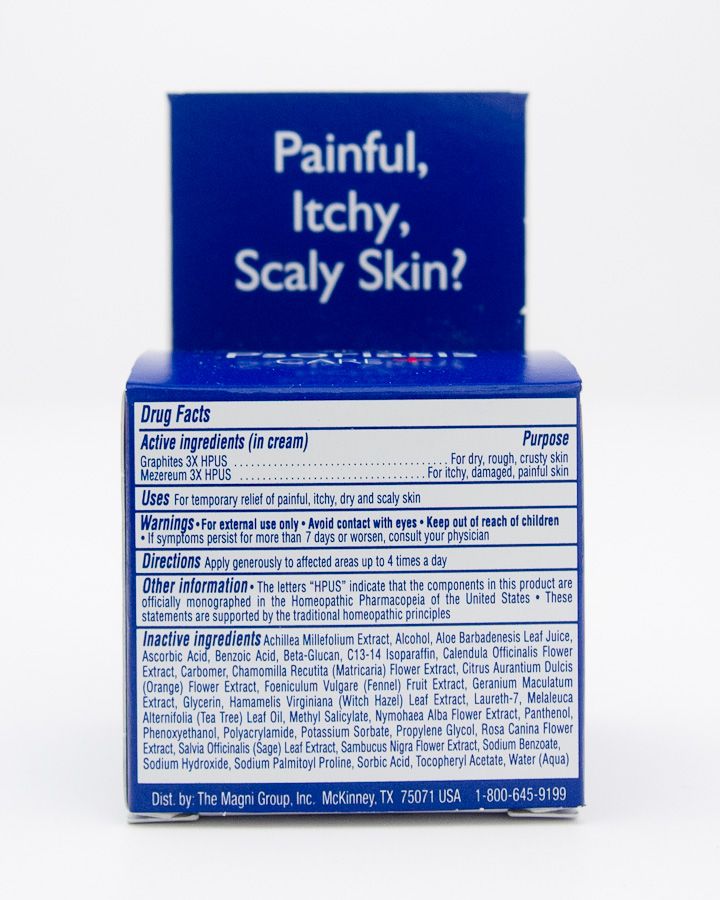 Painful,
Itchy,
Scaly Skin?
Psoriasis
CARE
Drug Facts
Active ingredients (in cream) Purpose
Graphites 3X HPUS ........................................ For dry, rough, crusty skin
Mezereum 3X HPUS .................................. For itchy, damaged, painful skin
Uses For temporary relief of painful, itchy, dry and scaly skin
Warnings • For external use only • Avoid contact with eyes • Keep out of reach of children
• If symptoms persist for more than 7 days or worsen, consult your physician
Directions Apply generously to affected areas up to 4 times a day
Other information • The letters “HPUS” indicate that the components in this product are
officially monographed in the Homeopathic Pharmacopeia of the United States • These
statements are supported by the traditional homeopathic principles
Inactive ingredients Achillea Millefolium Extract, Alcohol, Aloe Barbadenesis Leaf Juice,
Ascorbic Acid, Benzoic Acid, Beta-Glucan, C13-14 Isoparaffin, Calendula Officinalis Flower
Extract, Carbomer, Chamomilla Recutita (Matricaria) Flower Extract, Citrus Aurantium Dulcis
(Orange) Flower Extract, Foeniculum Vulgare (Fennel) Fruit Extract, Geranium Maculatum
Extract, Glycerin, Hamamelis Virginiana (Witch Hazel) Leaf Extract, Laureth-7, Melaleuca
Alternifolia (Tea Tree) Leaf Oil, Methyl Salicylate, Nymohaea Alba Flower Extract, Panthenol,
Phenoxyethanol, Polyacrylamide, Potassium Sorbate, Propylene Glycol, Rosa Canina Flower
Extract, Salvia Officinalis (Sage) Leaf Extract, Sambucus Nigra Flower Extract, Sodium Benzoate,
Sodium Hydroxide, Sodium Palmitoyl Proline, Sorbic Acid, Tocopheryl Acetate, Water (Aqua)
Dist. by: The Magni Group, Inc. McKinney, TX 75071 USA 1-800-645-9199